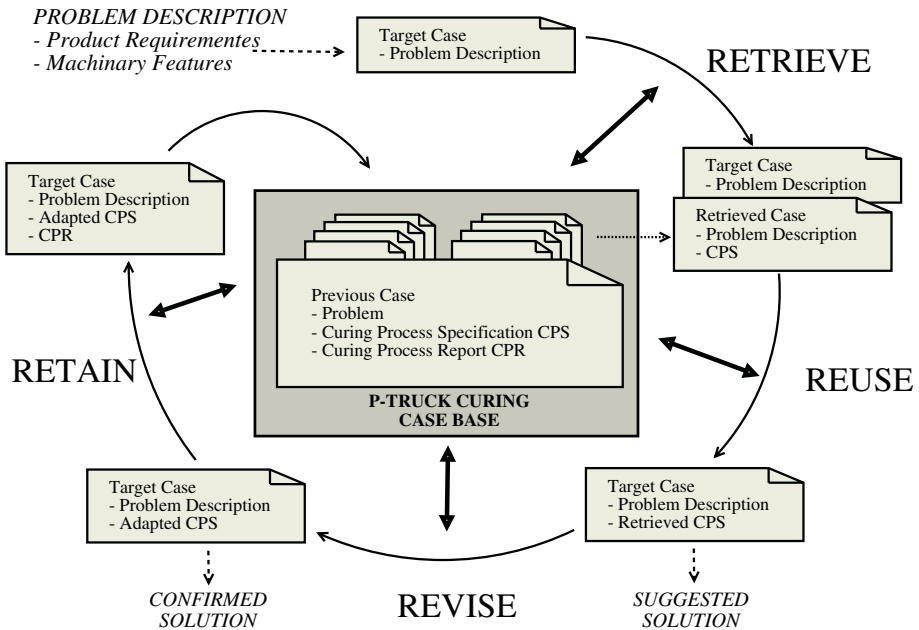 PROBLEM DESCRIPTION
- Product Requirementes
- Machinary Features
Target Case
- Problem Description
RETRIEVE
Target Case
- Problem Description
Retrieved Case
- Problem Description
- CPS
Target Case
- Problem Description
- Adapted CPS
- CPR
Previous Case
- Problem
- Curing Process Specification CPS
- Curing Process Report CPR
P-TRUCK CURING
CASE BASE
RETAIN
REUSE
Target Case
- Problem Description
- Adapted CPS
Target Case
- Problem Description
- Retrieved CPS
CONFIRMED
SOLUTION
REVISE
SUGGESTED
SOLUTION